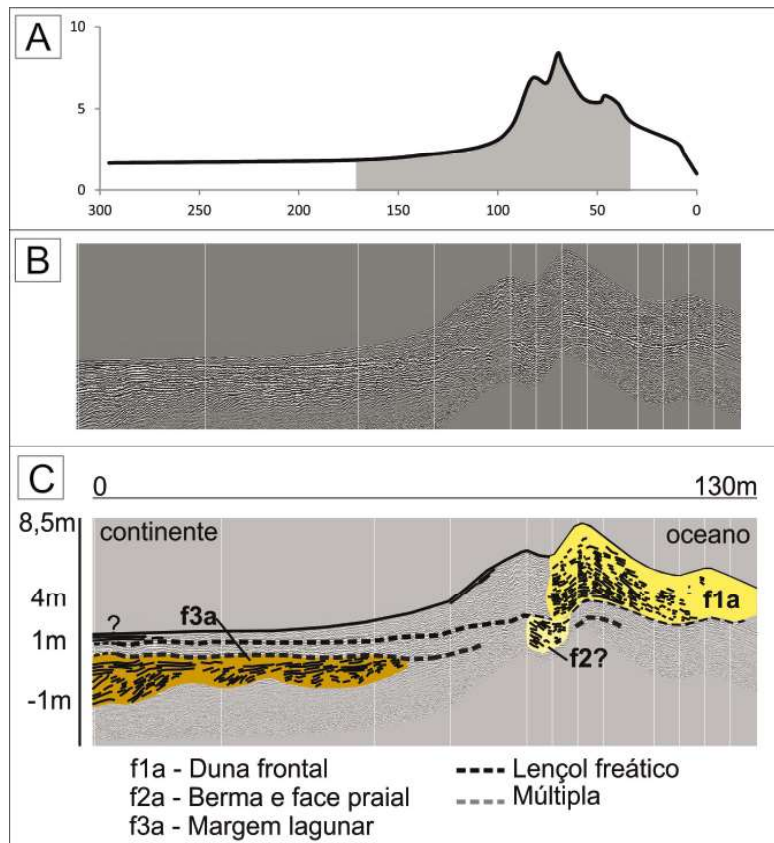 A
10
5
0
300 250 200 150 100 50 0
B
C
0 130m
8,5m
continente oceano
4m
f3a
f1a
?
1m
f2?
-1m
f1a - Duna frontal
Lençol freático
f2a - Berma e face praial
Múltipla
f3a - Margem lagunar